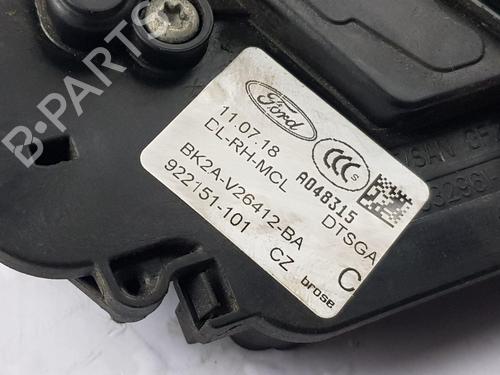 Ford
11.07.18
DL-RH-MCL
A048315
S
DTSGA
BK2A-V26412-BA
922151-101
CZ
C
brose
B-PARTS